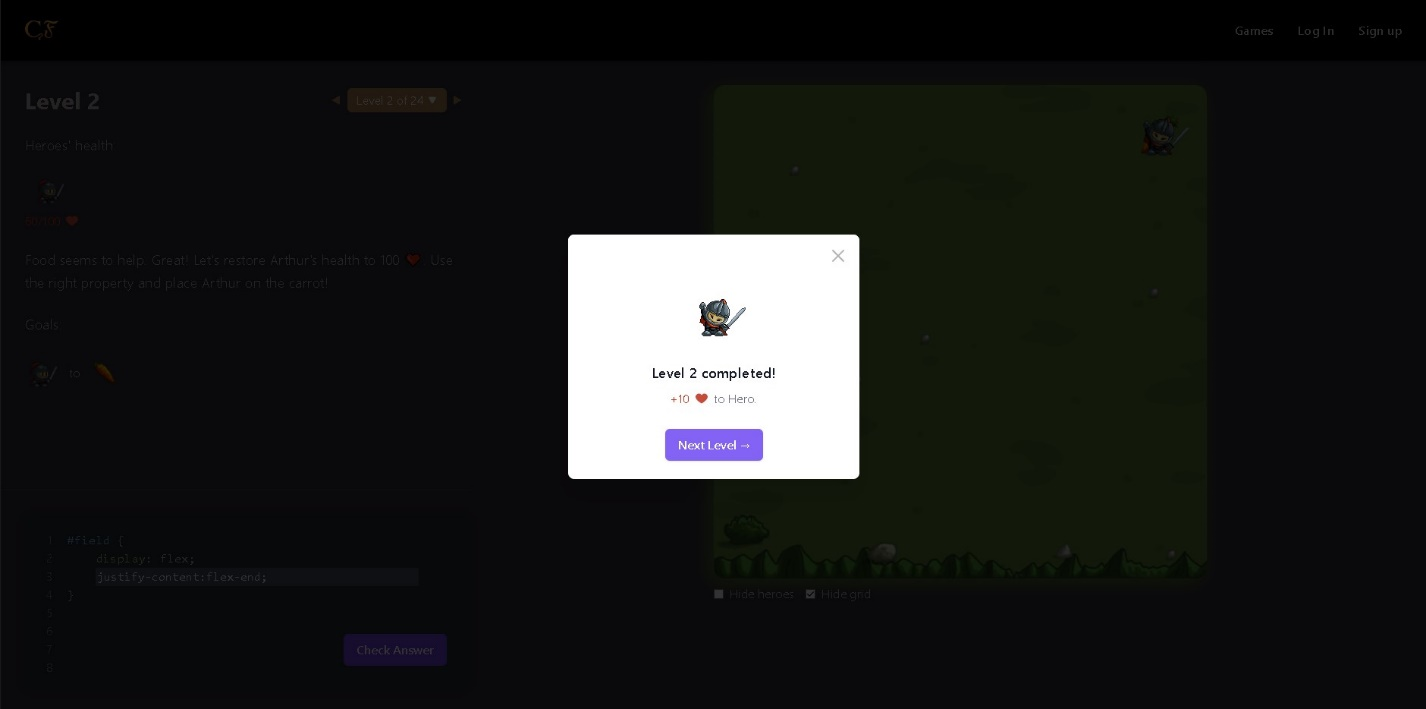 CF
Games Log In Sign up
Level 2
Level 2 of 24 ▼
Heroes' health
Food seems to help. Great! Let's restore Arthur's health to 100 ❤. Use
the right property and place Arthur on the carrot!
Goals:
to
Level 2 completed!
+10 ❤ to Hero.
Next Level →
1 #field {
2 display: flex;
3 justify-content:flex-end;
4 }
5
6
7
8
Check Answer
Hide heroes Hide grid